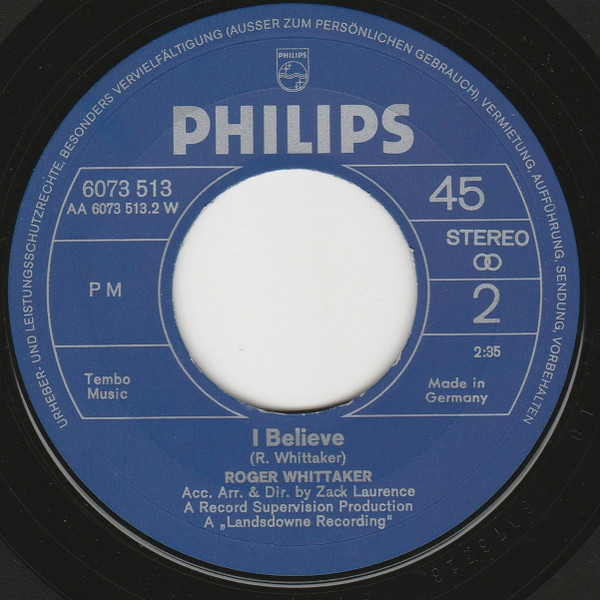 URHEBER- UND LEISTUNGSSCHUTZRECHTE, BESONDERS VERVIELFÄLTIGUNG (AUSSER ZUM PERSÖNLICHEN GEBRAUCH), VERMIETUNG, AUFFÜHRUNG, SENDUNG, VORBEHALTEN
PHILIPS
PHILIPS
6073 513
AA 6073 513.2 W
45
STEREO
P M
2
2:35
Tembo
Music
Made in
Germany
I Believe
(R. Whittaker)
ROGER WHITTAKER
Acc. Arr. & Dir. by Zack Laurence
A Record Supervision Production
A „Landsdowne Recording"